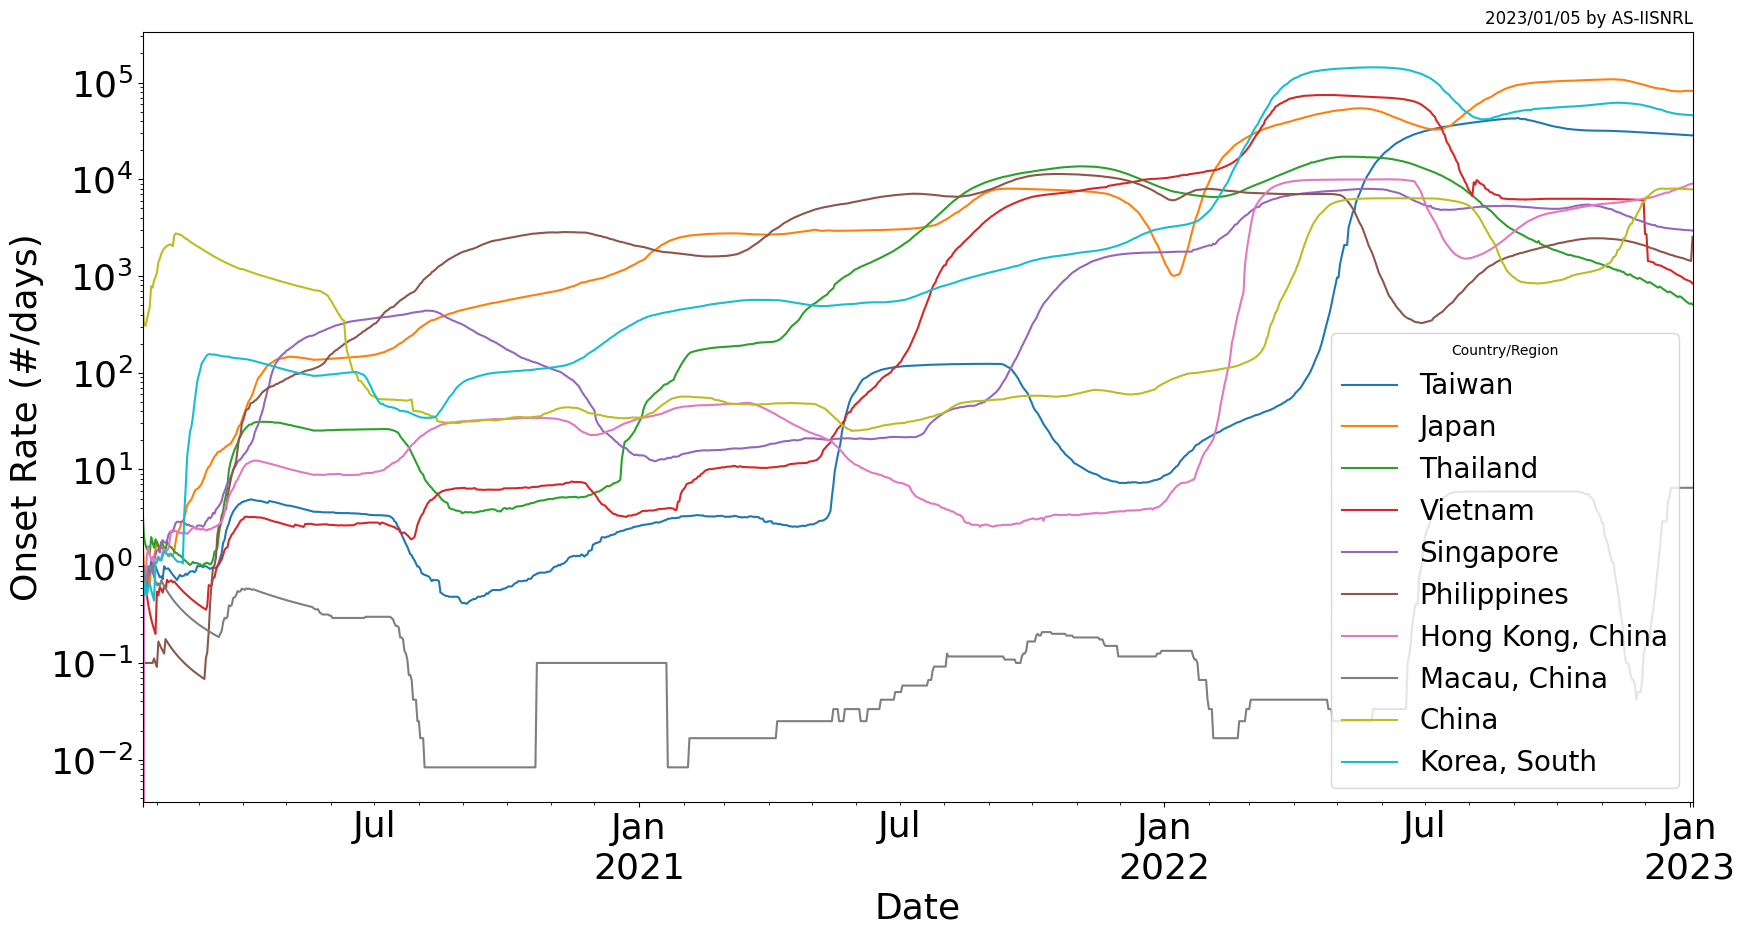 2023/01/05 by AS-IISNRL
Onset Rate (#/days)
10^5
10^4
10^3
10^2
10^1
10^0
10^−1
10^−2
Country/Region
Taiwan
Japan
Thailand
Vietnam
Singapore
Philippines
Hong Kong, China
Macau, China
China
Korea, South
Jul Jan Jul Jan Jul Jan
2021 2022 2023
Date